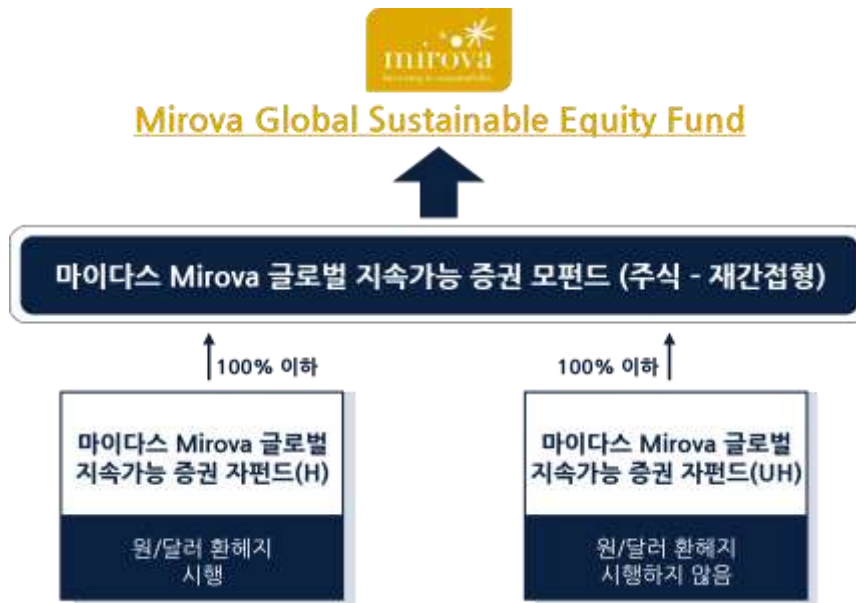 mirova
Mirova Global Sustainable Equity Fund
마이다스 Mirova 글로벌 지속가능 증권 모펀드 (주식 - 재간접형)
100% 이하
100% 이하
마이다스 Mirova 글로벌
지속가능 증권 자펀드(H)
원/달러 환헤지
시행
마이다스 Mirova 글로벌
지속가능 증권 자펀드(UH)
원/달러 환헤지
시행하지 않음